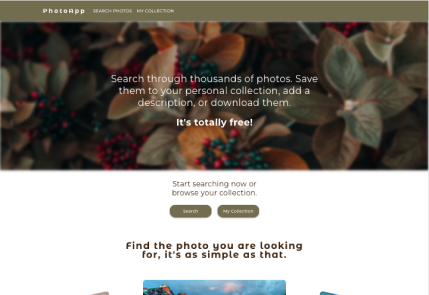 PhotoApp SEARCH PHOTOS MY COLLECTION
Search through thousands of photos. Save
them to your personal collection, add a
description, or download them.
It's totally free!
Start searching now or
browse your collection.
Search My Collection
Find the photo you are looking
for, it's as simple as that.